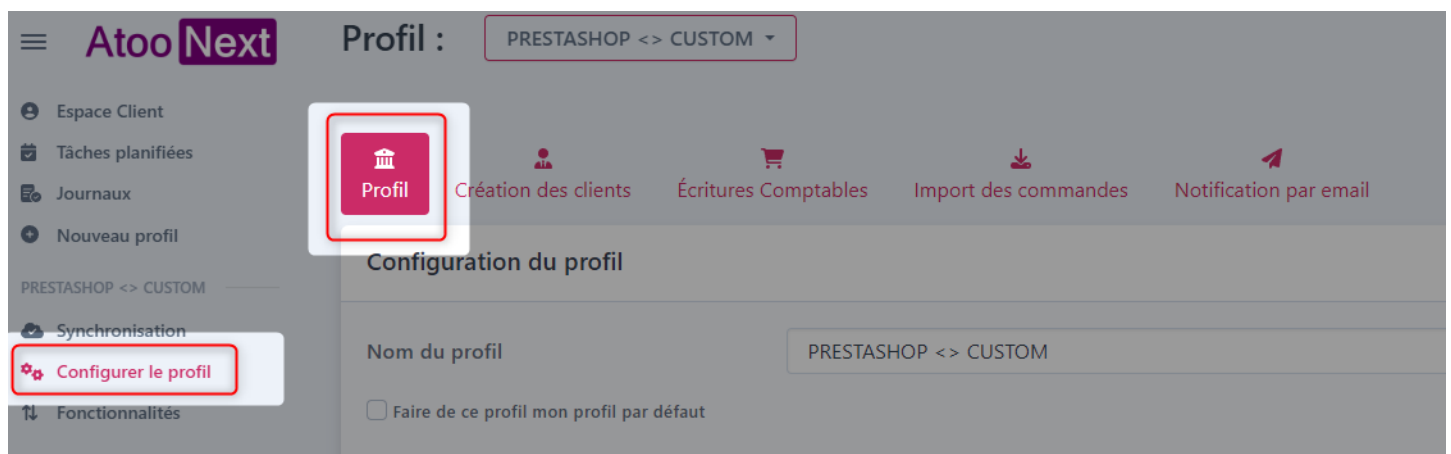 Atoo Next
Profil :
PRESTASHOP <> CUSTOM
Espace Client
Tâches planifiées
Journaux
Nouveau profil
PRESTASHOP <> CUSTOM
Synchronisation
Configurer le profil
Fonctionnalités
Profil
Création des clients
Écritures Comptables
Import des commandes
Notification par email
Configuration du profil
Nom du profil
PRESTASHOP <> CUSTOM
Faire de ce profil mon profil par défaut